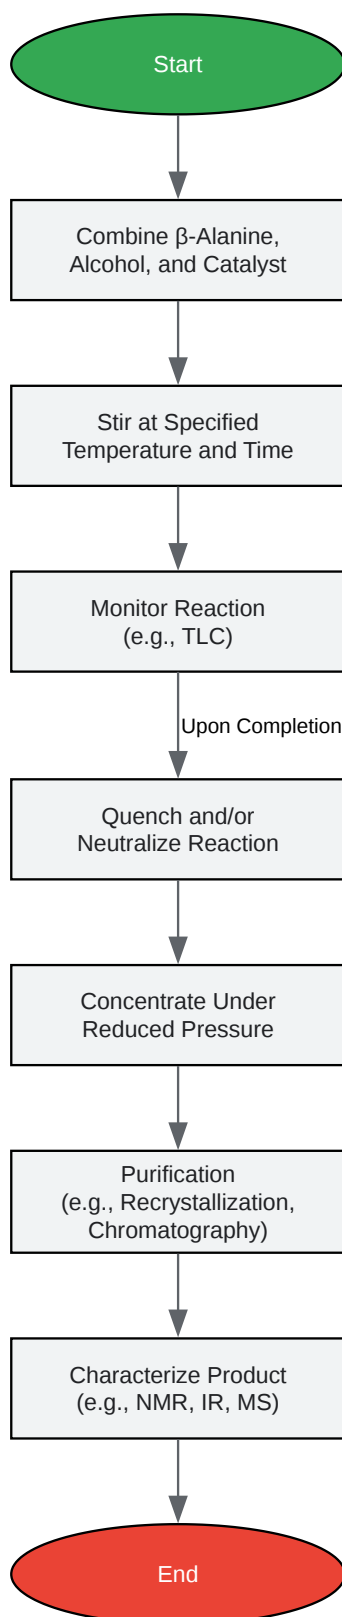 Start
Combine β-Alanine,
Alcohol, and Catalyst
Stir at Specified
Temperature and Time
Monitor Reaction
(e.g., TLC)
Upon Completion
Quench and/or
Neutralize Reaction
Concentrate Under
Reduced Pressure
Purification
(e.g., Recrystallization,
Chromatography)
Characterize Product
(e.g., NMR, IR, MS)
End